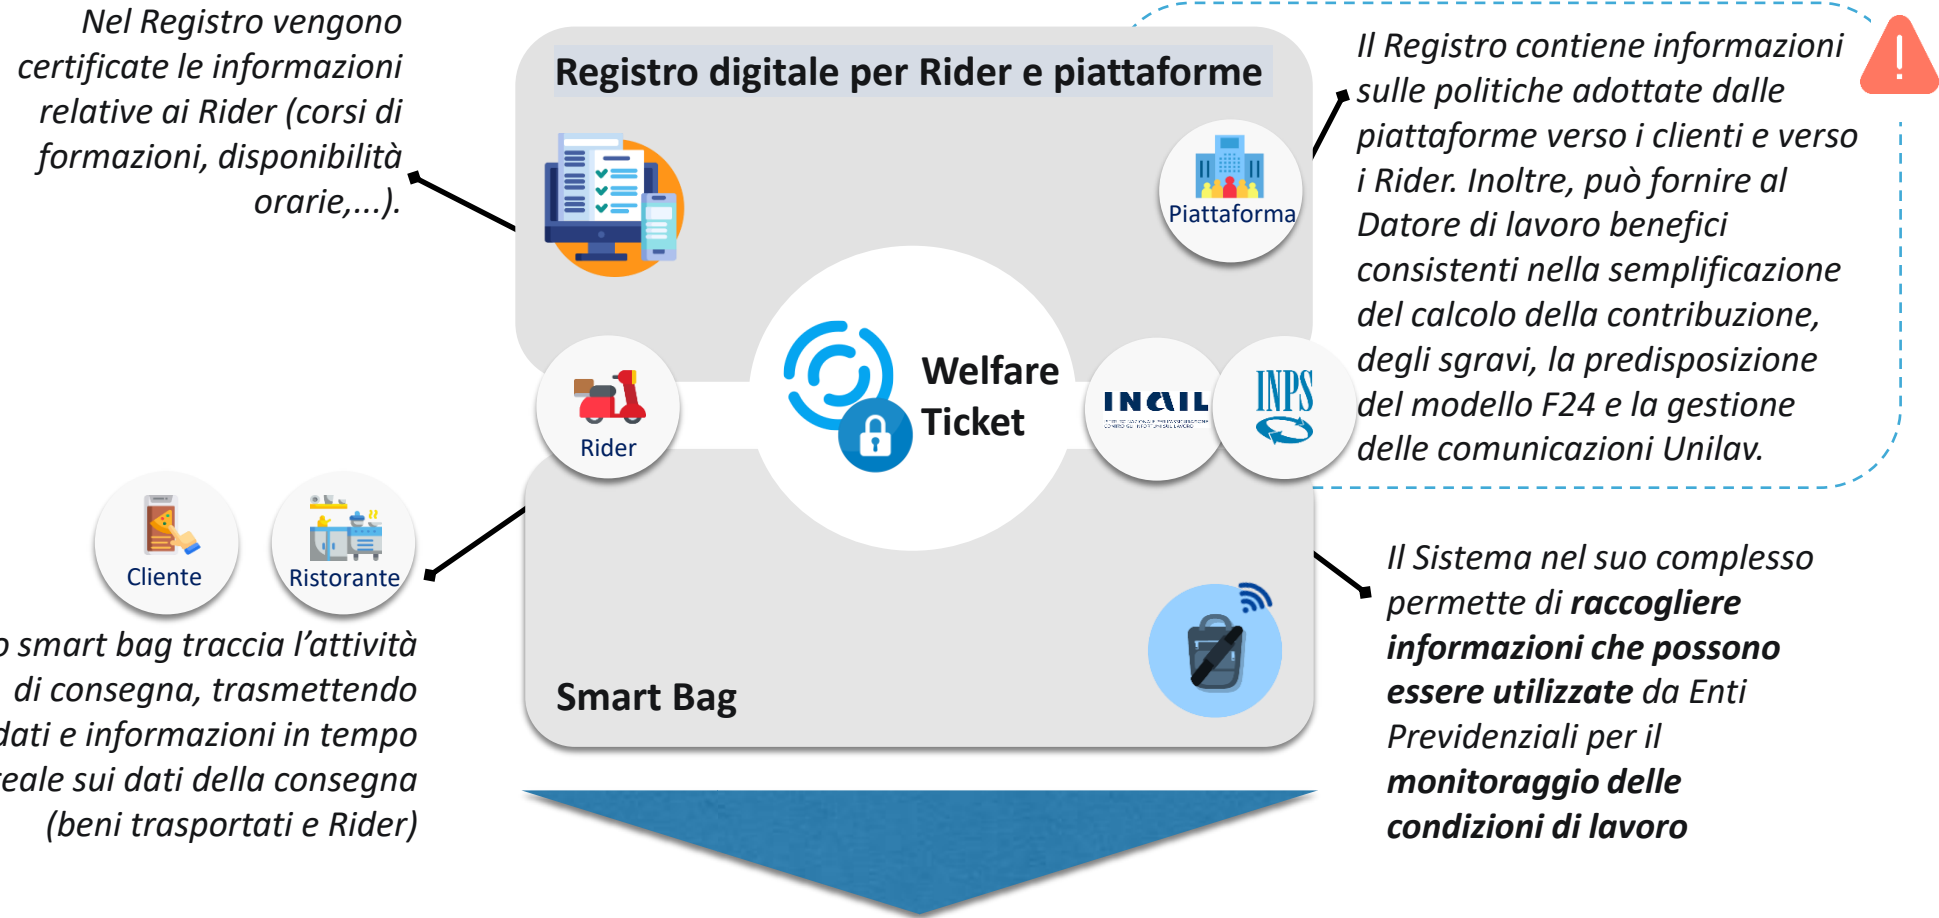 Nel Registro vengono
certificate le informazioni
relative ai Rider (corsi di
formazioni, disponibilità
orarie,...).
Registro digitale per Rider e piattaforme
Piattaforma
Il Registro contiene informazioni
sulle politiche adottate dalle
piattaforme verso i clienti e verso
i Rider. Inoltre, può fornire al
Datore di lavoro benefici
consistenti nella semplificazione
del calcolo della contribuzione,
degli sgravi, la predisposizione
del modello F24 e la gestione
delle comunicazioni Unilav.
Welfare
Ticket
Rider
INAIL
INPS
Cliente
Ristorante
smart bag traccia l’attività
di consegna, trasmettendo
dati e informazioni in tempo
reale sui dati della consegna
(beni trasportati e Rider)
Smart Bag
Il Sistema nel suo complesso
permette di raccogliere
informazioni che possono
essere utilizzate da Enti
Previdenziali per il
monitoraggio delle
condizioni di lavoro